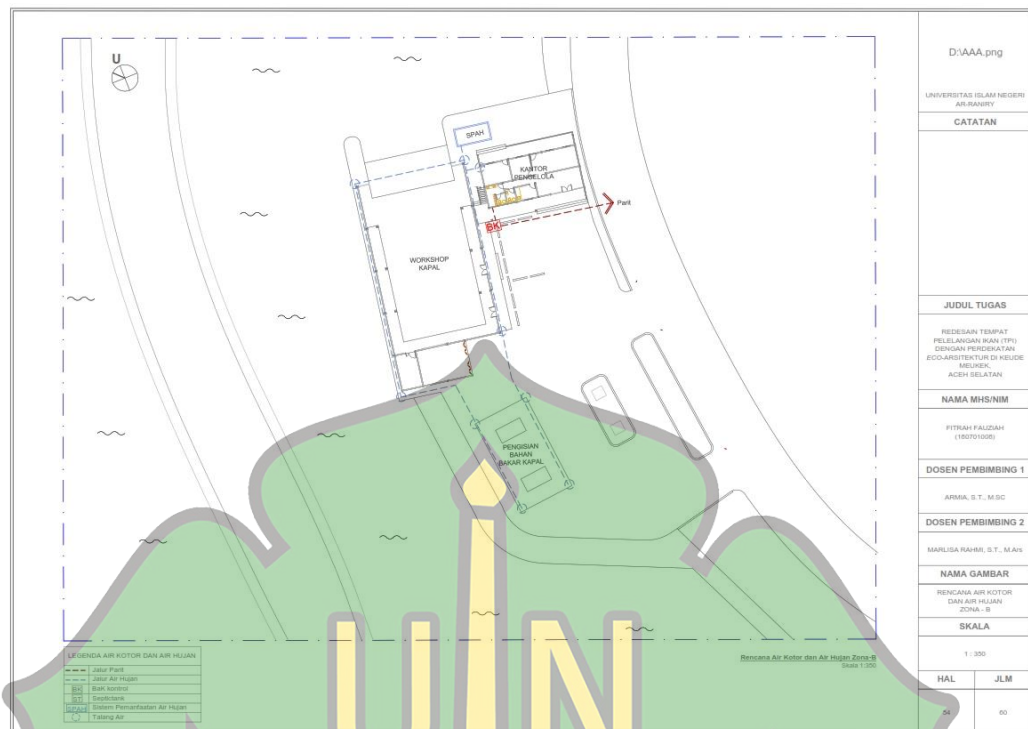 U
SPAH
KANTOR
PENGELOLA
BK
Parit
WORKSHOP
KAPAL
PENGISIAN
BAHAN
BAKAR KAPAL
UIN
LEGENDA AIR KOTOR DAN AIR HUJAN
Jalur Parit
Jalur Air Hujan
BK Bak kontrol
ST Septictank
SPAH Sistem Pemanfaatan Air Hujan
Talang Air
Rencana Air Kotor dan Air Hujan Zona-B
Skala 1:350
D:\AAA.png
UNIVERSITAS ISLAM NEGERI
AR-RANIRY
CATATAN
JUDUL TUGAS
REDESAIN TEMPAT
PELELANGAN IKAN (TPI)
DENGAN PERDEKATAN
ECO-ARSITEKTUR DI KEUDE
MEUKEK,
ACEH SELATAN
NAMA MHS/NIM
FITRAH FAUZIAH
(160701006)
DOSEN PEMBIMBING 1
ARMIA, S.T., M.SC
DOSEN PEMBIMBING 2
MARLISA RAHMI, S.T., M.Ars
NAMA GAMBAR
RENCANA AIR KOTOR
DAN AIR HUJAN
ZONA - B
SKALA
1 : 350
HAL JLM
54 60